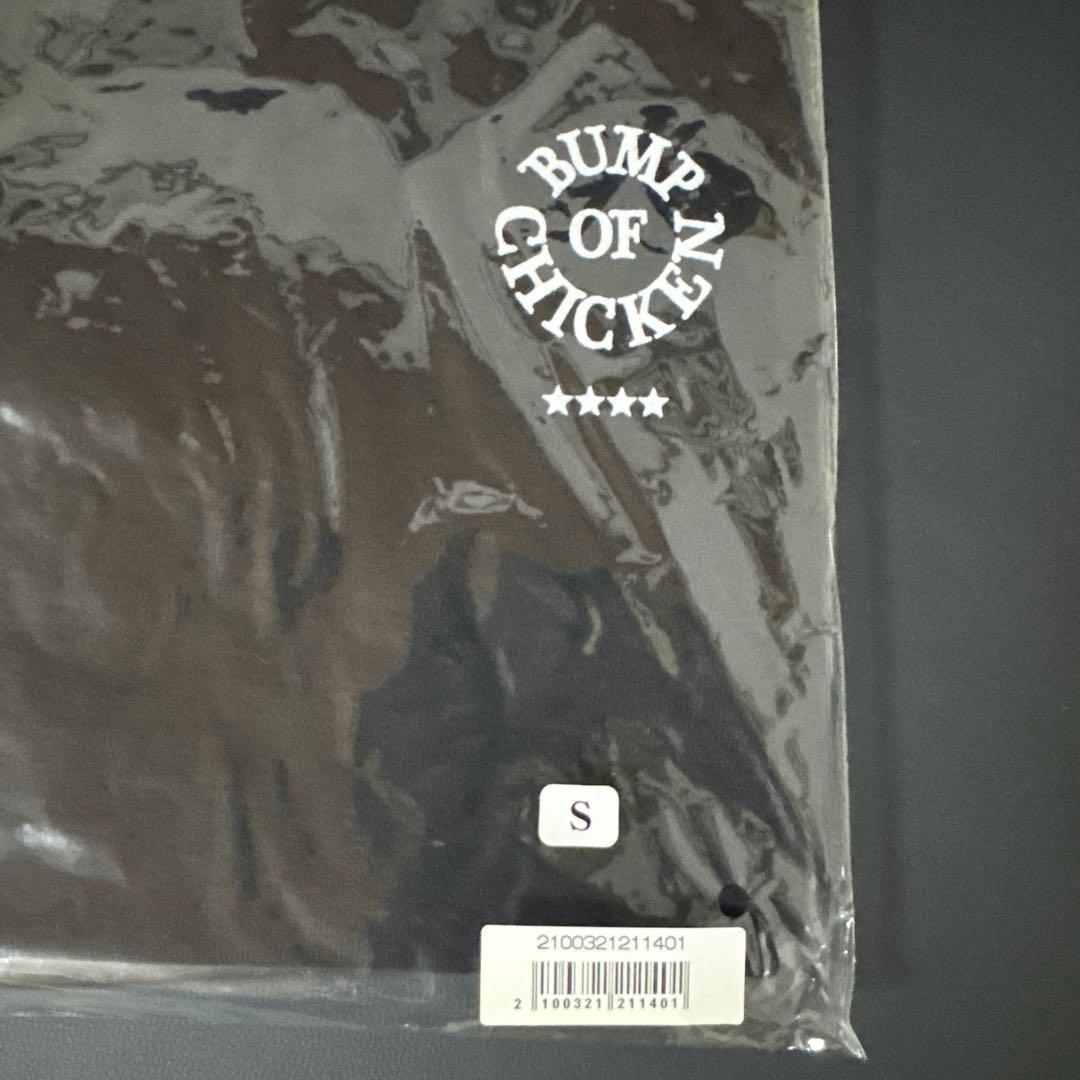 BUMP
OF
CHICKEN
★★★★
S
2100321211401
2 100321 211401